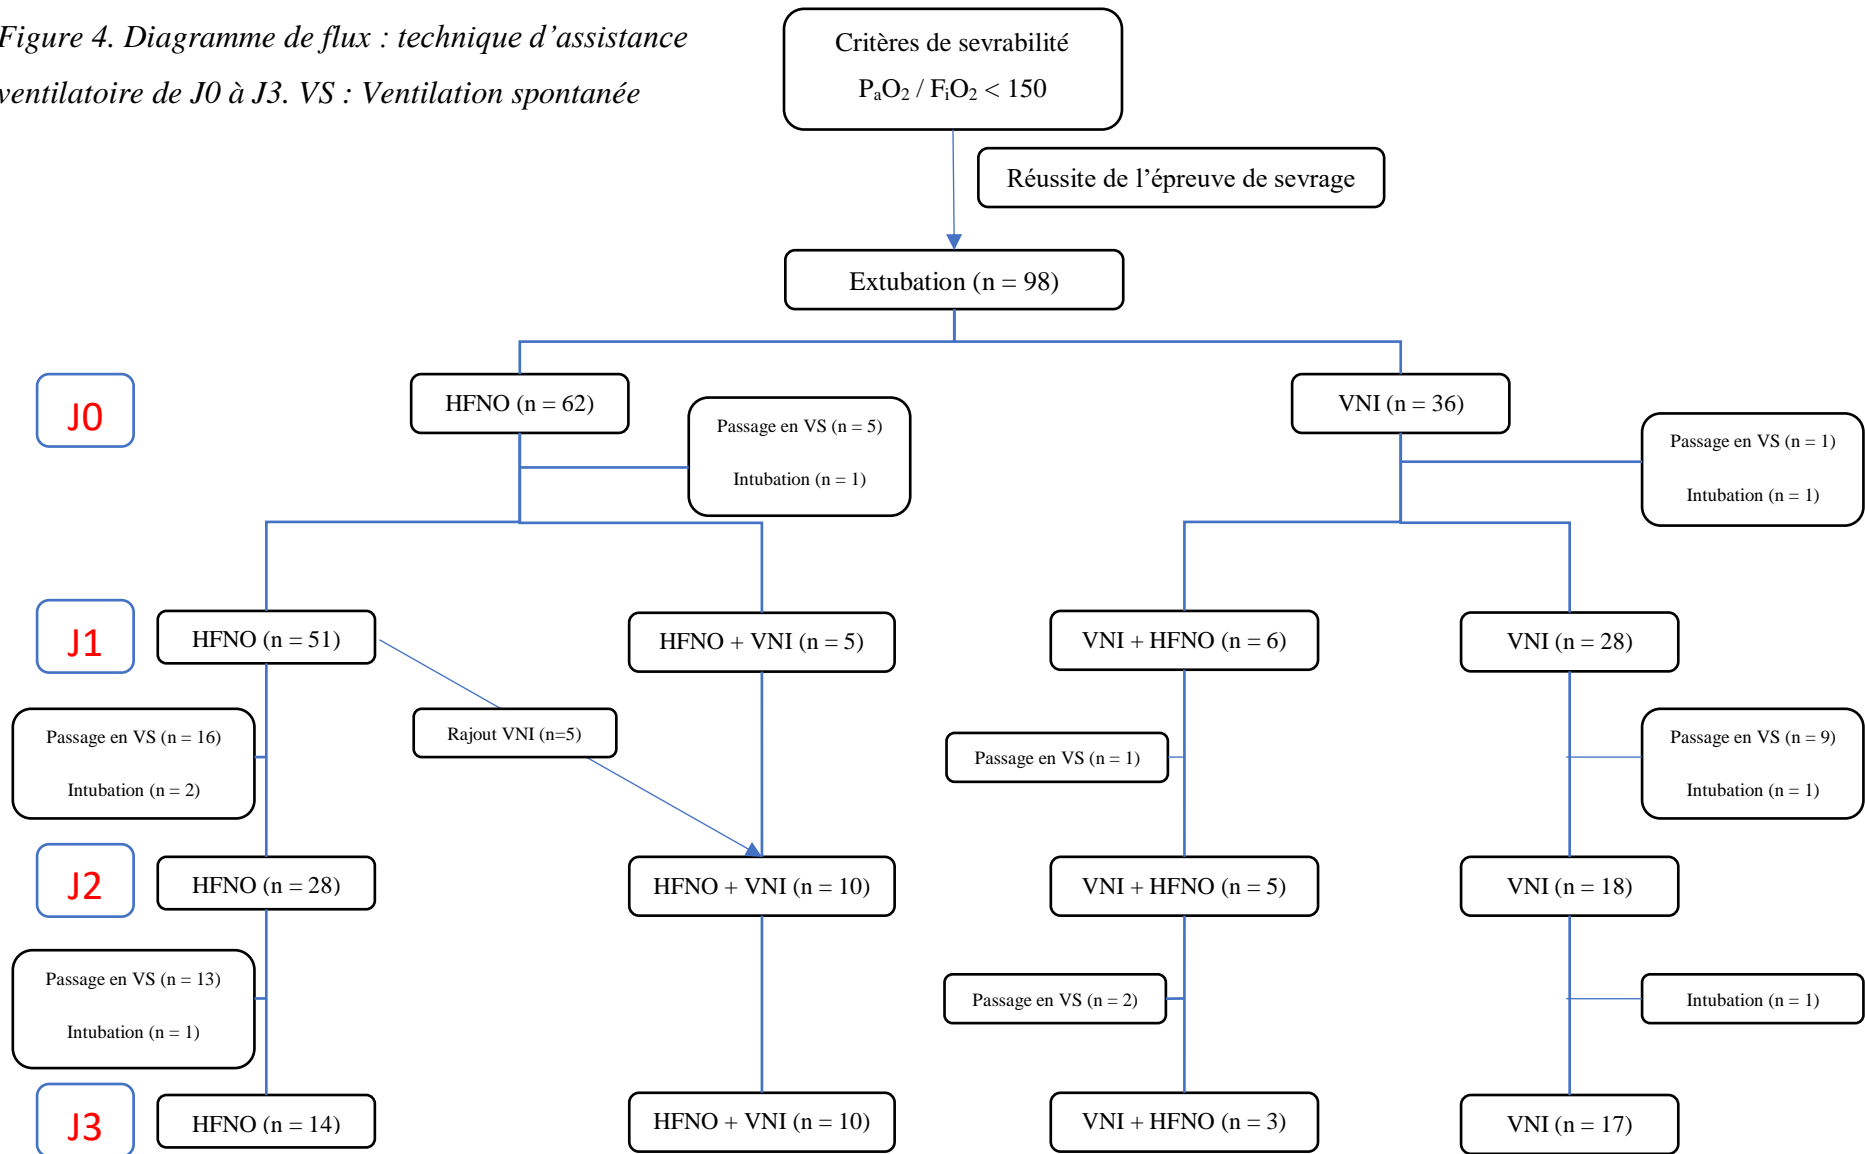 Figure 4. Diagramme de flux : technique d’assistance
ventilatoire de J0 à J3. VS : Ventilation spontanée
Critères de sevrabilité
PaO2 / FiO2 < 150
Réussite de l’épreuve de sevrage
Extubation (n = 98)
J0
HFNO (n = 62)
Passage en VS (n = 5)
Intubation (n = 1)
VNI (n = 36)
Passage en VS (n = 1)
Intubation (n = 1)
J1
HFNO (n = 51)
HFNO + VNI (n = 5)
VNI + HFNO (n = 6)
VNI (n = 28)
Passage en VS (n = 16)
Intubation (n = 2)
Rajout VNI (n=5)
Passage en VS (n = 1)
Passage en VS (n = 9)
Intubation (n = 1)
J2
HFNO (n = 28)
HFNO + VNI (n = 10)
VNI + HFNO (n = 5)
VNI (n = 18)
Passage en VS (n = 13)
Intubation (n = 1)
Passage en VS (n = 2)
Intubation (n = 1)
J3
HFNO (n = 14)
HFNO + VNI (n = 10)
VNI + HFNO (n = 3)
VNI (n = 17)